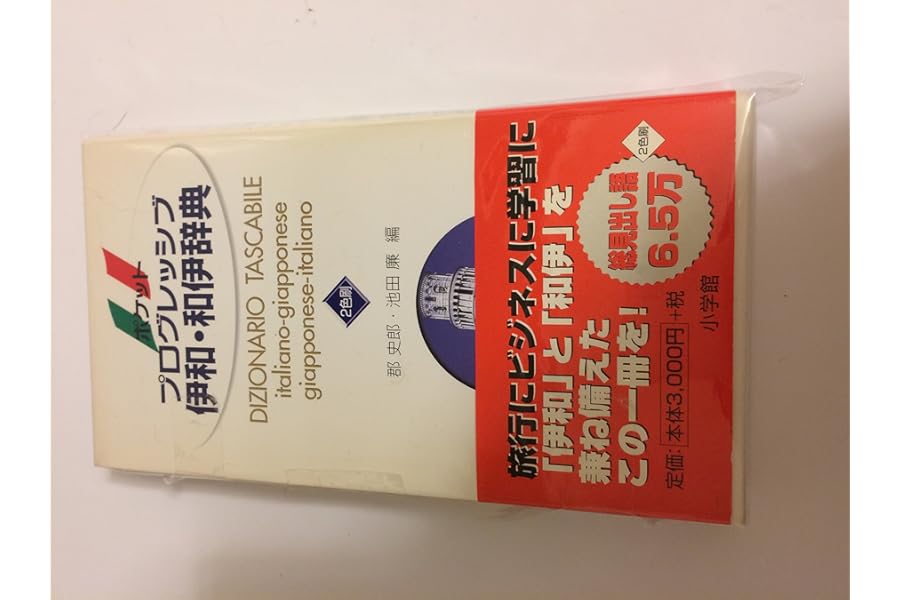 ポケット
プログレッシブ
伊和・和伊辞典
DIZIONARIO TASCABILE
italiano-giapponese
giapponese-italiano
2色刷
郡 史郎・池田 廉 編
旅行にビジネスに学習に
「伊和」と「和伊」を
兼ね備えた
この一冊を!
総見出し語
6.5万
2色刷
定価:本体3,000円+税
小学館